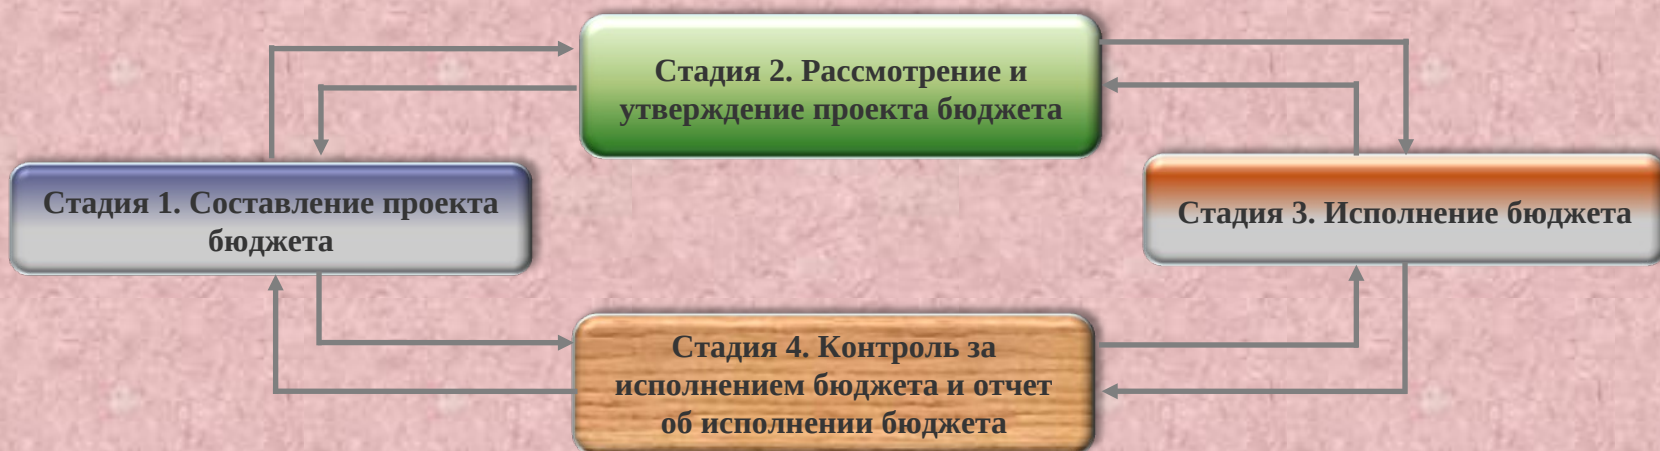 Стадия 2. Рассмотрение и
утверждение проекта бюджета
Стадия 1. Составление проекта
бюджета
Стадия 3. Исполнение бюджета
Стадия 4. Контроль за
исполнением бюджета и отчет
об исполнении бюджета